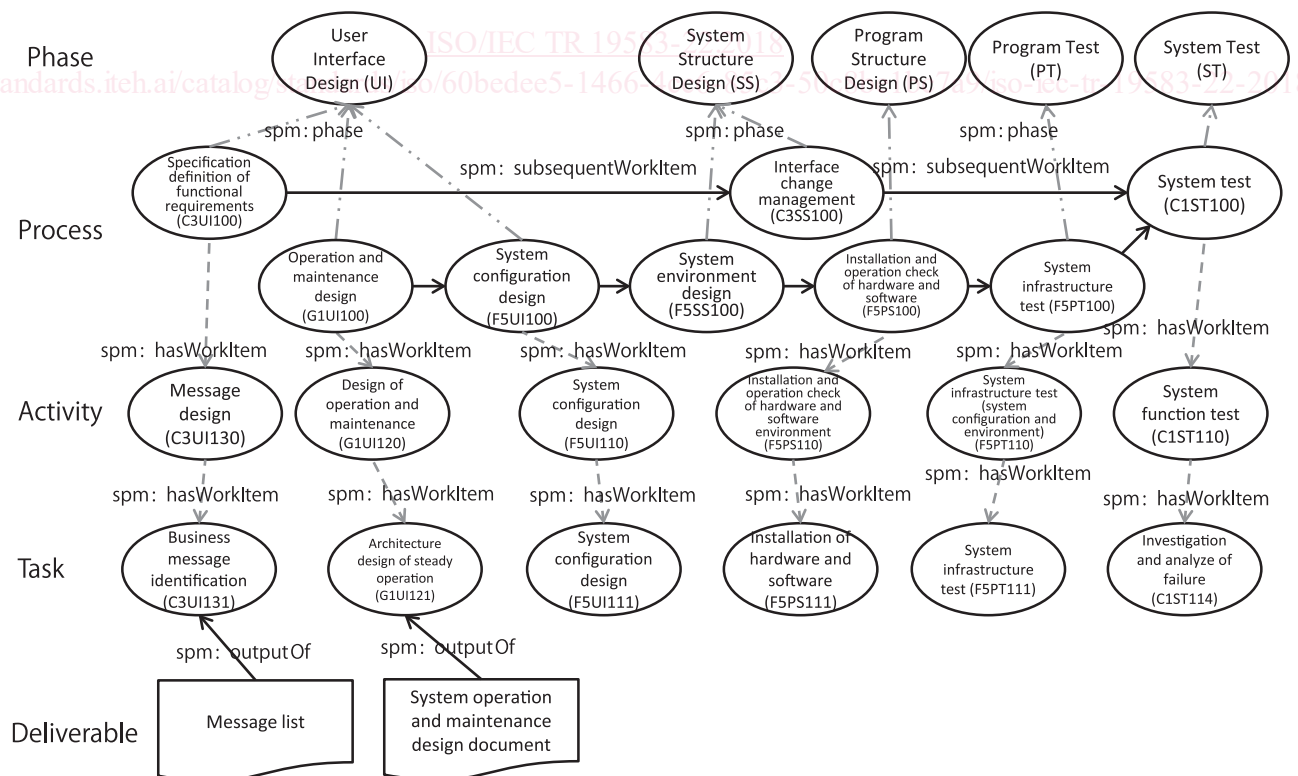 ISO/IEC TR 19583-22:2018
Phase
User
Interface
Design (UI)
System
Structure
Design (SS)
Program
Structure
Design (PS)
Program Test
(PT)
System Test
(ST)
spm: phase
spm: phase
spm: phase
Process
Specification
definition of
functional
requirements
(C3UI100)
spm: subsequentWorkItem
Interface
change
management
(C3SS100)
spm: subsequentWorkItem
System test
(C1ST100)
Operation and
maintenance
design
(G1UI100)
System
configuration
design
(F5UI100)
System
environment
design
(F5SS100)
Installation and
operation check
of hardware and
software
(F5PS100)
System
infrastructure
test (F5PT100)
spm: hasWorkItem
spm: hasWorkItem
spm: hasWorkItem
spm: hasWorkItem
spm: hasWorkItem
spm: hasWorkItem
Activity
Message
design
(C3UI130)
Design of
operation and
maintenance
(G1UI120)
System
configuration
design
(F5UI110)
Installation and
operation check
of hardware and
software
environment
(F5PS110)
System
infrastructure test
(system
configuration and
environment)
(F5PT110)
System
function test
(C1ST110)
spm: hasWorkItem
spm: hasWorkItem
spm: hasWorkItem
spm: hasWorkItem
spm: hasWorkItem
spm: hasWorkItem
Task
Business
message
identification
(C3UI131)
Architecture
design of steady
operation
(G1UI121)
System
configuration
design
(F5UI111)
Installation of
hardware and
software
(F5PS111)
System
infrastructure
test (F5PT111)
Investigation
and analyze of
failure
(C1ST114)
spm: outputOf
spm: outputOf
Deliverable
Message list
System operation
and maintenance
design document